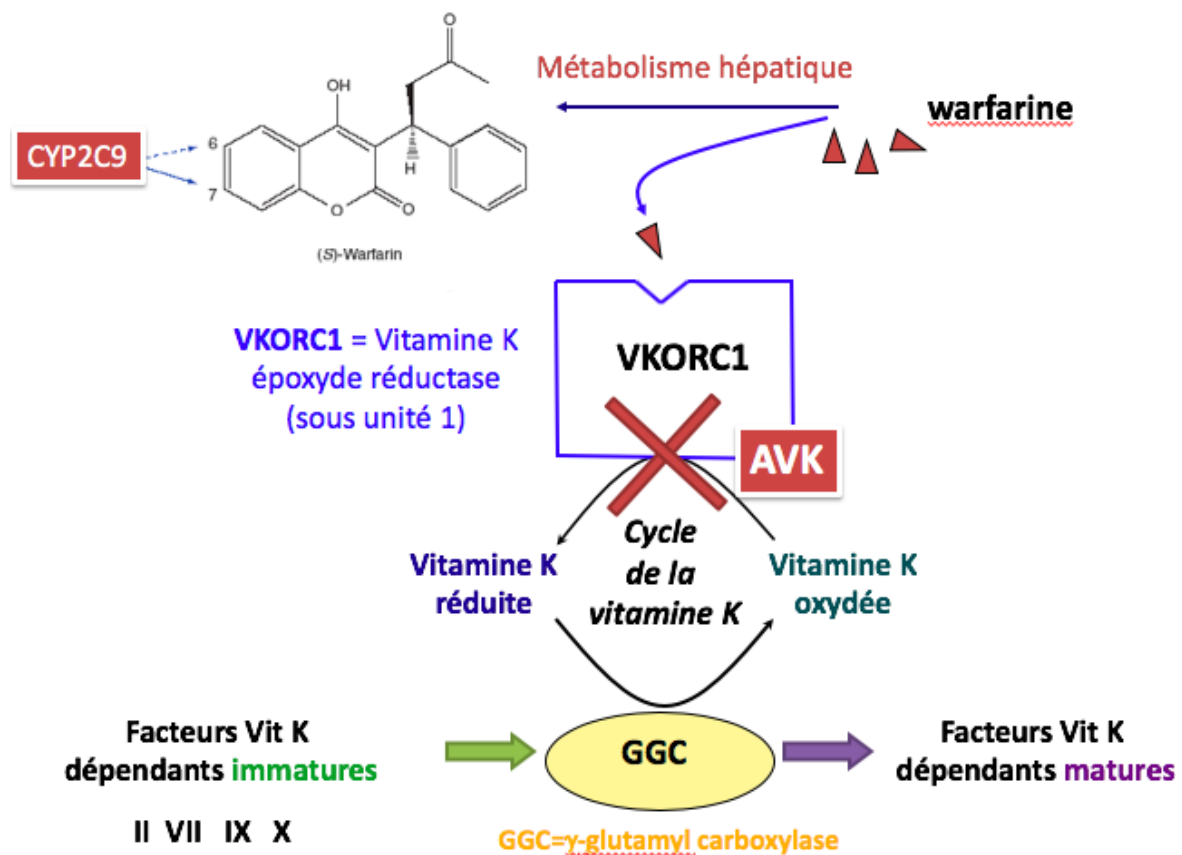 O
Métabolisme hépatique
OH
warfarine
CYP2C9
6
7
H
O
O
(S)-Warfarin
VKORC1 = Vitamine K
époxyde réductase
(sous unité 1)
VKORC1
AVK
Cycle
de la
vitamine K
Vitamine K
réduite
Vitamine K
oxydée
Facteurs Vit K
dépendants immatures
II VII IX X
GGC
Facteurs Vit K
dépendants matures
GGC=γ-glutamyl carboxylase